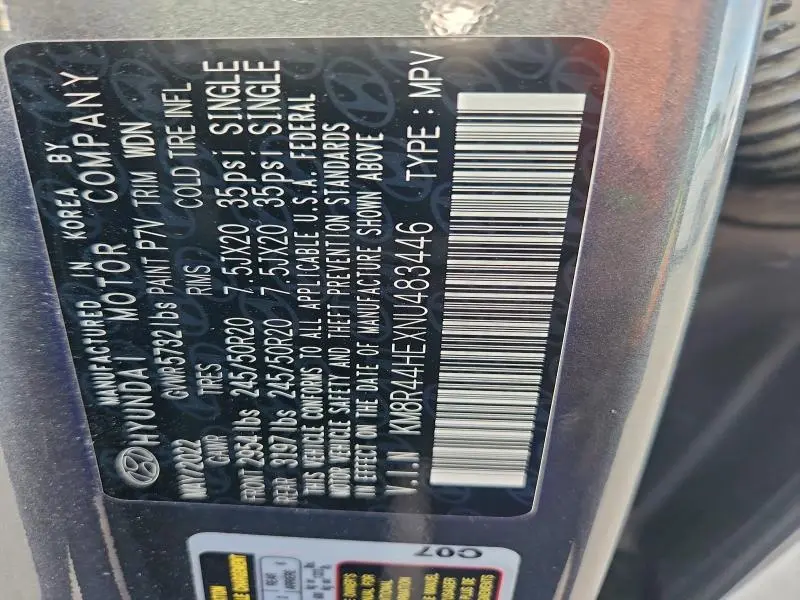 MANUFACTURED IN KOREA BY
HYUNDAI MOTOR COMPANY
MAY/2022 GVWR 5732 lbs PAINT P7V TRIM WDN
GAWR TIRES RIMS COLD TIRE INFL
FRONT 2954 lbs 245/50R20 7.5JX20 35psi SINGLE
REAR 3197 lbs 245/50R20 7.5JX20 35psi SINGLE
THIS VEHICLE CONFORMS TO ALL APPLICABLE U.S.A. FEDERAL
MOTOR VEHICLE SAFETY AND THEFT PREVENTION STANDARDS
IN EFFECT ON THE DATE OF MANUFACTURE SHOWN ABOVE
V.I.N KM8R44HEXNU483446 TYPE : MPV
C07
REAR